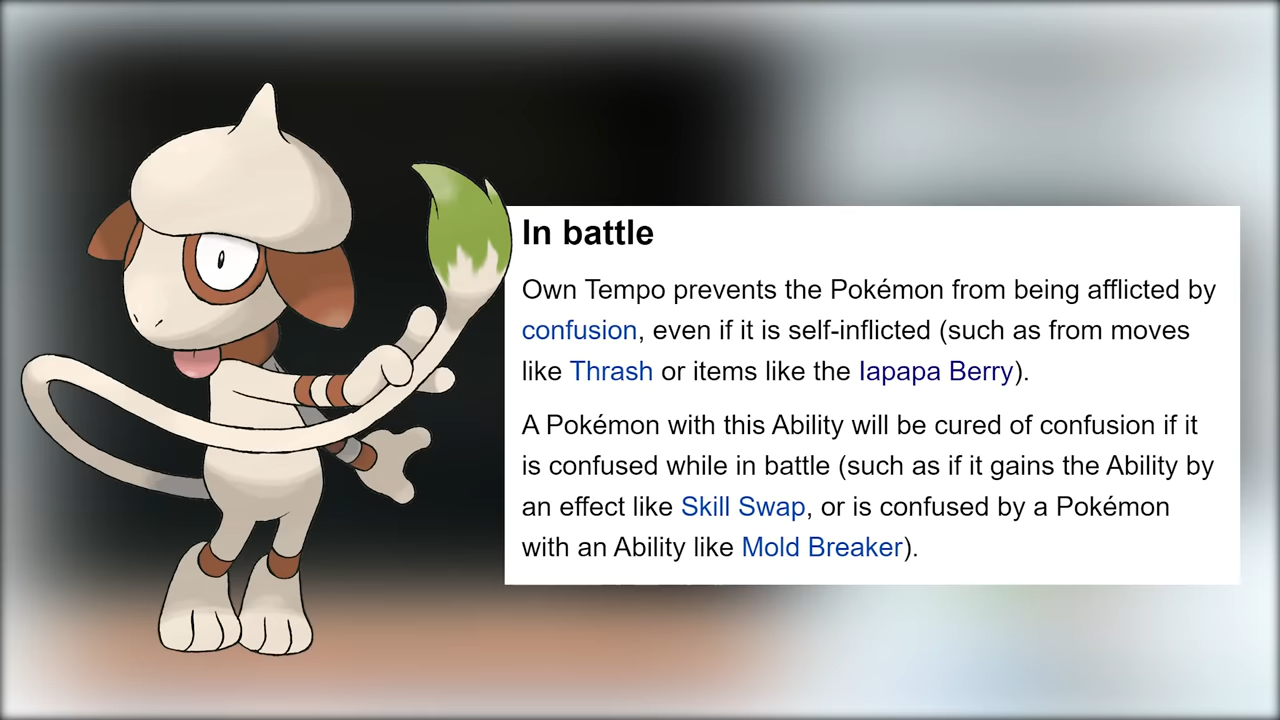 In battle
Own Tempo prevents the Pokémon from being afflicted by
confusion, even if it is self-inflicted (such as from moves
like Thrash or items like the Iapapa Berry).
A Pokémon with this Ability will be cured of confusion if it
is confused while in battle (such as if it gains the Ability by
an effect like Skill Swap, or is confused by a Pokémon
with an Ability like Mold Breaker).